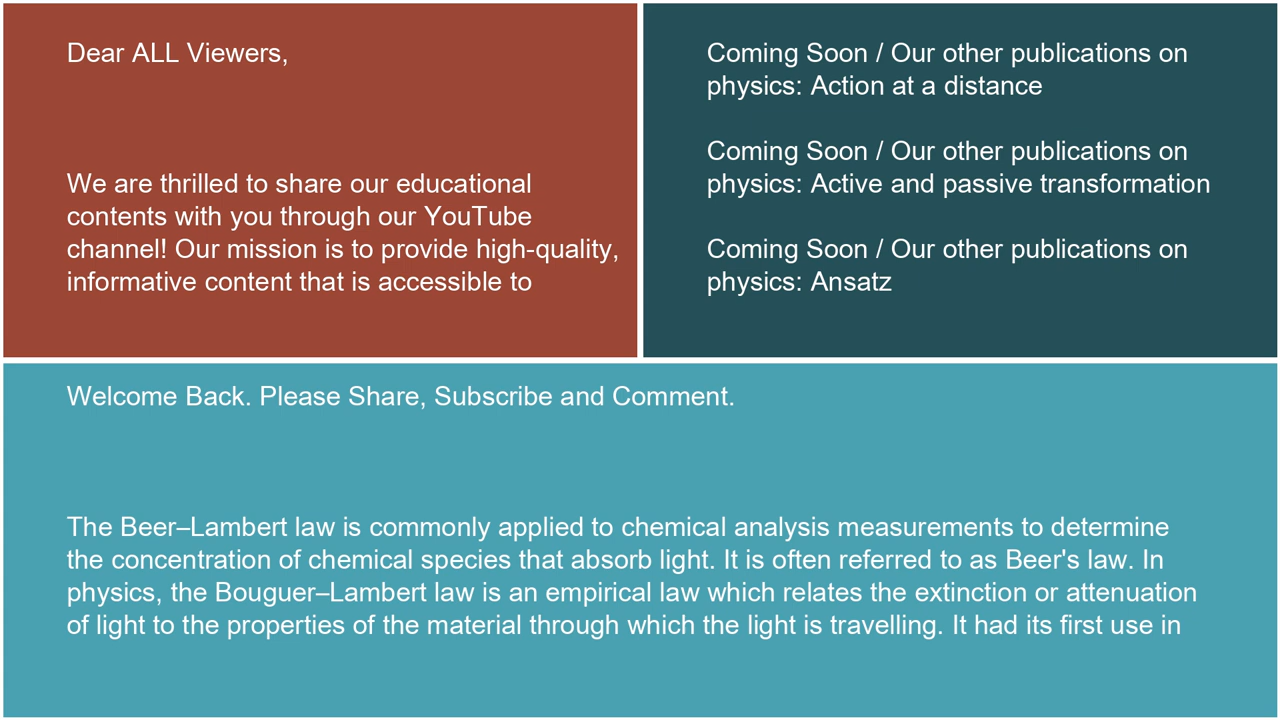 Dear ALL Viewers,
We are thrilled to share our educational
contents with you through our YouTube
channel! Our mission is to provide high-quality,
informative content that is accessible to
Coming Soon / Our other publications on
physics: Action at a distance
Coming Soon / Our other publications on
physics: Active and passive transformation
Coming Soon / Our other publications on
physics: Ansatz
Welcome Back. Please Share, Subscribe and Comment.
The Beer–Lambert law is commonly applied to chemical analysis measurements to determine
the concentration of chemical species that absorb light. It is often referred to as Beer's law. In
physics, the Bouguer–Lambert law is an empirical law which relates the extinction or attenuation
of light to the properties of the material through which the light is travelling. It had its first use in